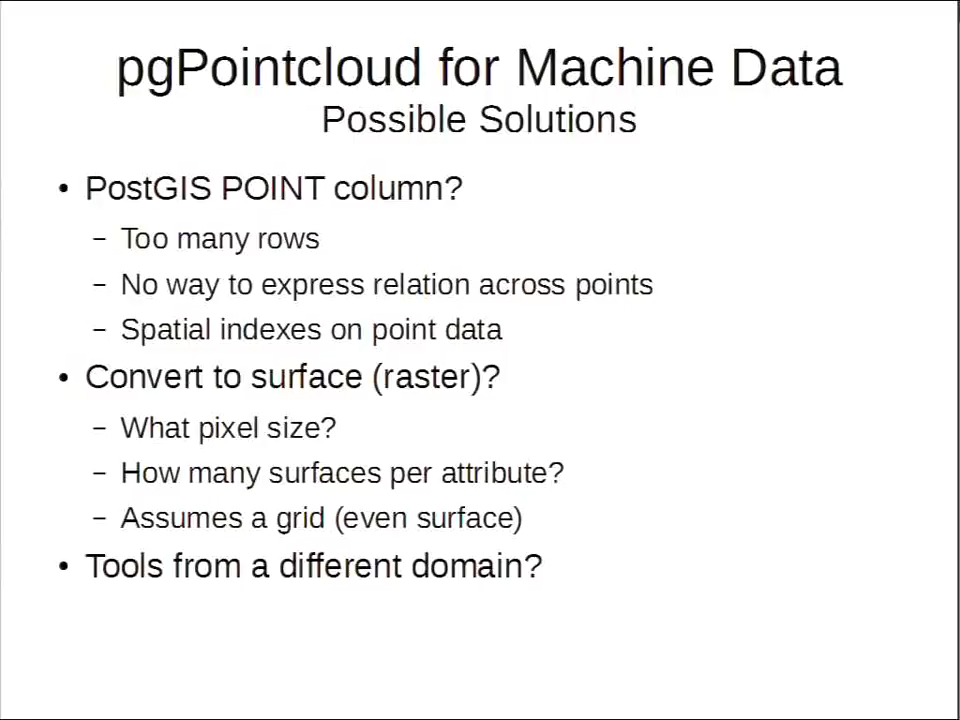 pgPointcloud for Machine Data
Possible Solutions
• PostGIS POINT column?
– Too many rows
– No way to express relation across points
– Spatial indexes on point data
• Convert to surface (raster)?
– What pixel size?
– How many surfaces per attribute?
– Assumes a grid (even surface)
• Tools from a different domain?